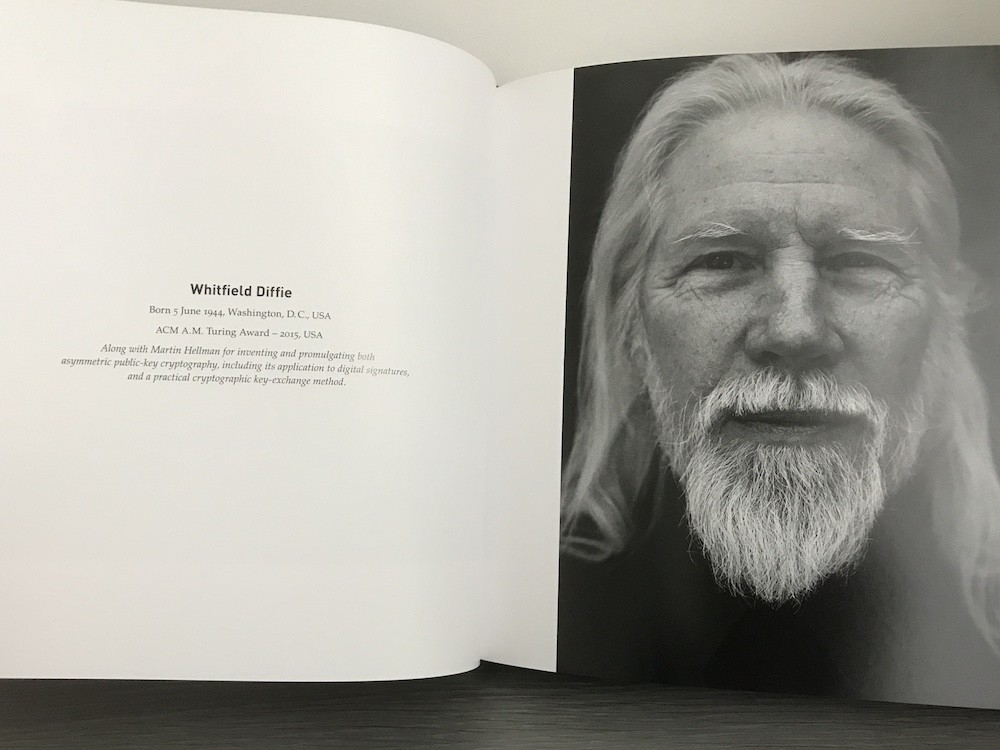 Whitfield Diffie
Born 5 June 1944, Washington, D.C., USA
ACM A.M. Turing Award – 2015, USA
Along with Martin Hellman for inventing and promulgating both
asymmetric public-key cryptography, including its application to digital signatures,
and a practical cryptographic key-exchange method.